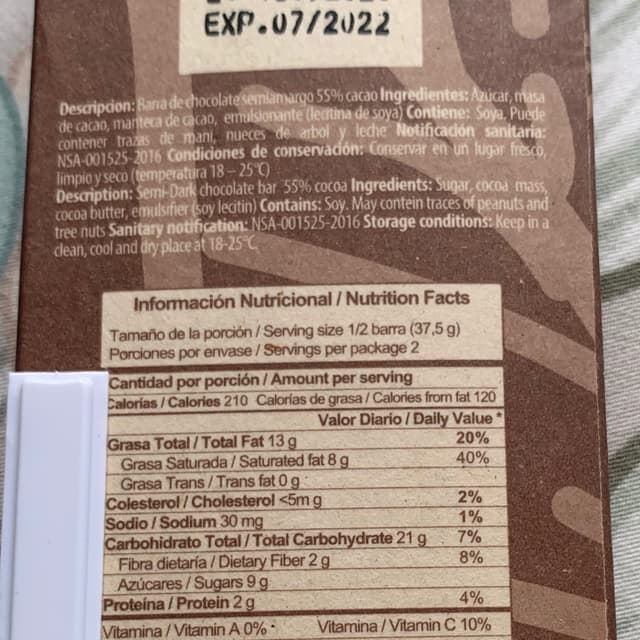 EXP.07/2022
Descripcion: Barra de chocolate semiamargo 55% cacao Ingredientes: Azúcar, masa
de cacao, manteca de cacao, emulsionante (lecitina de soya) Contiene: Soya. Puede
contener trazas de maní, nueces de arbol y leche Notificación sanitaria:
NSA-001525-2016 Condiciones de conservación: Conservar en un lugar fresco,
limpio y seco (temperatura 18 – 25°C)
Description: Semi-Dark chocolate bar 55% cocoa Ingredients: Sugar, cocoa mass,
cocoa butter, emulsifier (soy lecitin) Contains: Soy. May contein traces of peanuts and
tree nuts Sanitary notification: NSA-001525-2016 Storage conditions: Keep in a
clean, cool and dry place at 18-25°C,
Información Nutricional / Nutrition Facts
Tamaño de la porción / Serving size 1/2 barra (37,5 g)
Porciones por envase / Servings per package 2
Cantidad por porción / Amount per serving
Calorías / Calories 210 Calorías de grasa / Calories from fat 120
Valor Diario / Daily Value *
Grasa Total / Total Fat 13 g 20%
Grasa Saturada / Saturated fat 8 g 40%
Grasa Trans / Trans fat 0 g
Colesterol / Cholesterol <5m g 2%
Sodio / Sodium 30 mg 1%
Carbohidrato Total / Total Carbohydrate 21 g 7%
Fibra dietaría / Dietary Fiber 2 g 8%
Azúcares / Sugars 9 g
Proteína / Protein 2 g 4%
Vitamina / Vitamin A 0% • Vitamina / Vitamin C 10%